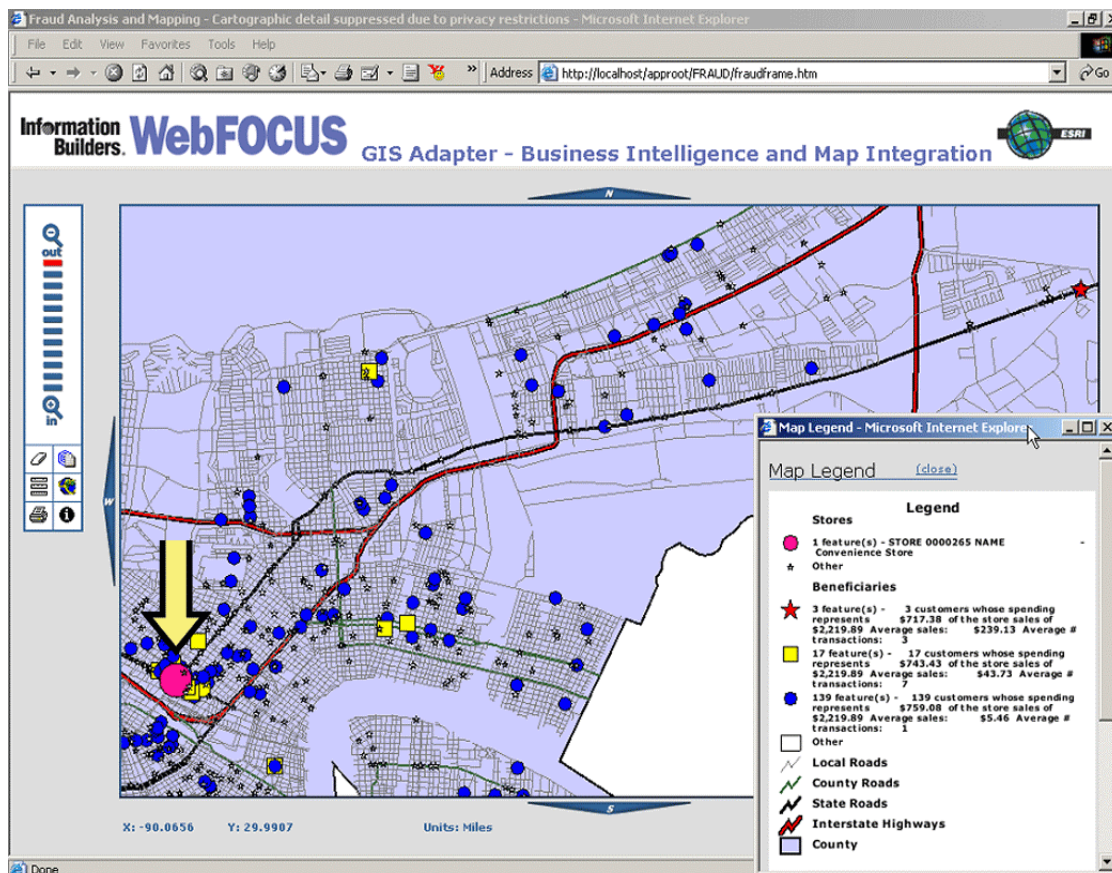 Fraud Analysis and Mapping - Cartographic detail suppressed due to privacy restrictions - Microsoft Internet Explorer
File Edit View Favorites Tools Help
» Address http://localhost/approot/FRAUD/fraudframe.htm Go
Information Builders. WebFOCUS
GIS Adapter - Business Intelligence and Map Integration
ESRI
N
out
in
W
S
X: -90.0656 Y: 29.9907 Units: Miles
Done
Map Legend - Microsoft Internet Explorer
Map Legend (close)
Legend
Stores
1 feature(s) - STORE 0000265 NAME -
Convenience Store
Other
Beneficiaries
3 feature(s) - 3 customers whose spending
represents $717.38 of the store sales of
$2,219.89 Average sales: $239.13 Average #
transactions: 3
17 feature(s) - 17 customers whose spending
represents $743.43 of the store sales of
$2,219.89 Average sales: $43.73 Average #
transactions: 7
139 feature(s) - 139 customers whose spending
represents $759.08 of the store sales of
$2,219.89 Average sales: $5.46 Average #
transactions: 1
Other
Local Roads
County Roads
State Roads
Interstate Highways
County